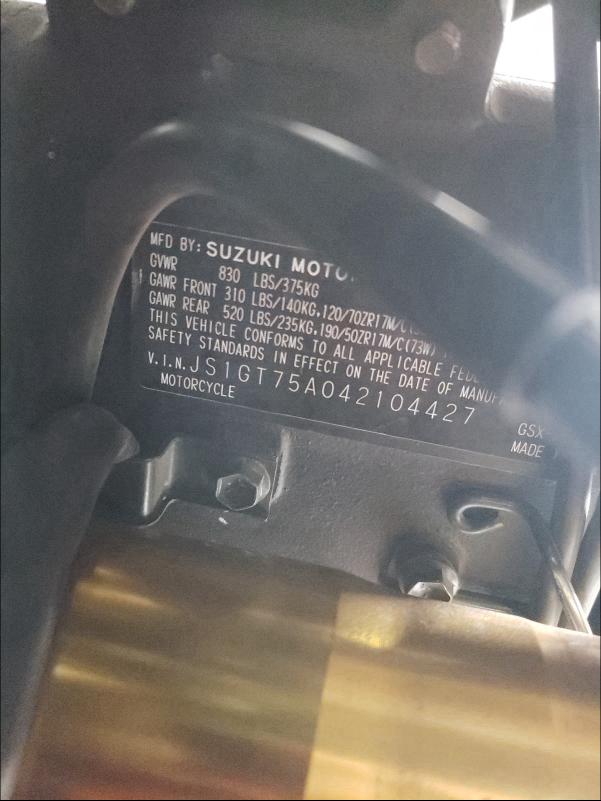 MFD BY: SUZUKI MOTO
GVWR 830 LBS/375KG
GAWR FRONT 310 LBS/140KG,120/70ZR17M/C
GAWR REAR 520 LBS/235KG,190/50ZR17M/C(73W)
THIS VEHICLE CONFORMS TO ALL APPLICABLE FEDE
SAFETY STANDARDS IN EFFECT ON THE DATE OF MANUF
V.I.N.JS1GT75A042104427
MOTORCYCLE
GSX
MADE